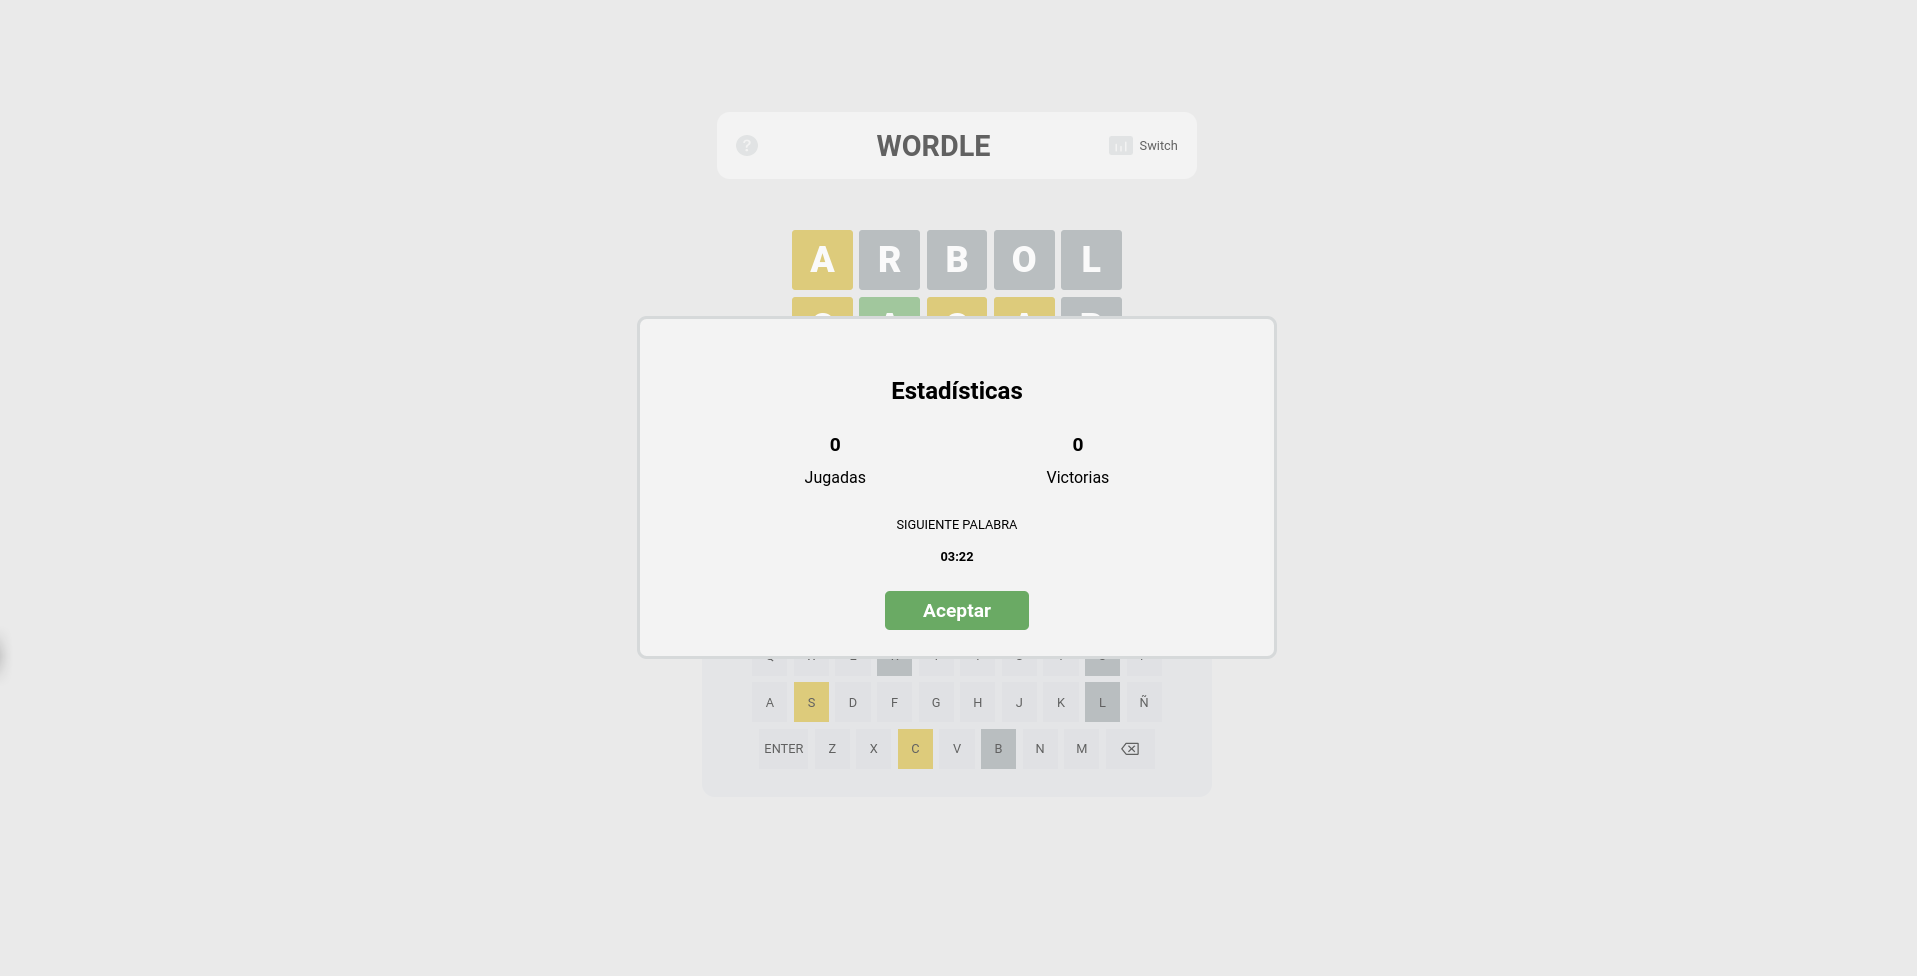 ?
WORDLE
Switch
A R B O L
Estadísticas
0 0
Jugadas Victorias
SIGUIENTE PALABRA
03:22
Aceptar
A S D F G H J K L Ñ
ENTER Z X C V B N M